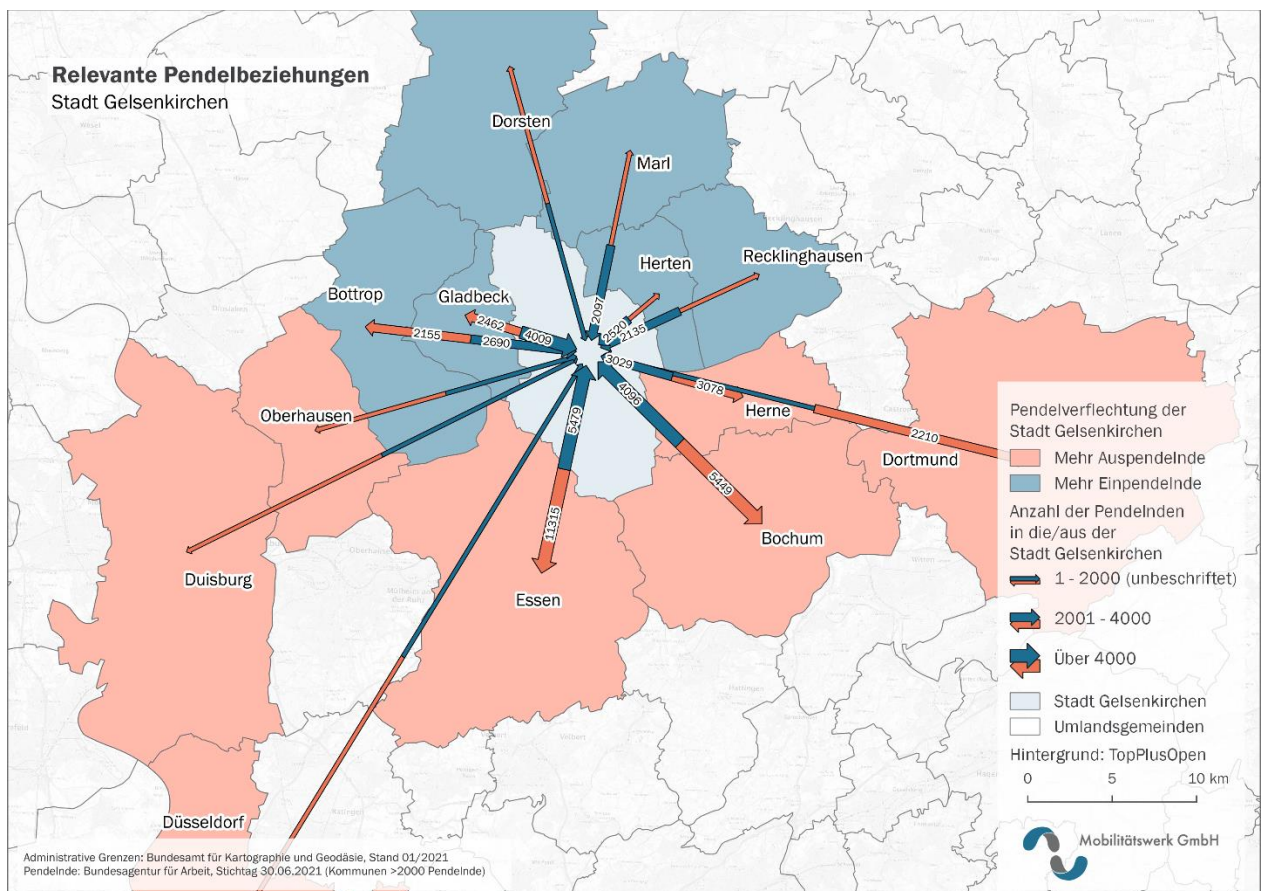 Relevante Pendelbeziehungen
Stadt Gelsenkirchen
Dorsten
Marl
Recklinghausen
Herten
Bottrop
Gladbeck
2097
2520
2135
2462
4009
2155
2690
3029
3078
Herne
2210
Dortmund
4096
5449
Bochum
5479
11315
Essen
Oberhausen
Duisburg
Düsseldorf
Pendelverflechtung der
Stadt Gelsenkirchen
Mehr Auspendelnde
Mehr Einpendelnde
Anzahl der Pendelnden
in die/aus der
Stadt Gelsenkirchen
1 - 2000 (unbeschriftet)
2001 - 4000
Über 4000
Stadt Gelsenkirchen
Umlandsgemeinden
Hintergrund: TopPlusOpen
0 5 10 km
Mobilitätswerk GmbH
Administrative Grenzen: Bundesamt für Kartographie und Geodäsie, Stand 01/2021
Pendelnde: Bundesagentur für Arbeit, Stichtag 30.06.2021 (Kommunen >2000 Pendelnde)